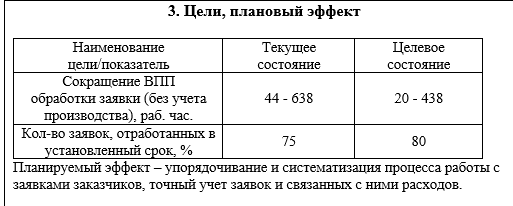 3. Цели, плановый эффект
Наименование цели/показатель
Текущее состояние
Целевое состояние
Сокращение ВПП
обработки заявки (без учета
производства), раб. час.
44 - 638
20 - 438
Кол-во заявок, отработанных в
установленный срок, %
75
80
Планируемый эффект – упорядочивание и систематизация процесса работы с
заявками заказчиков, точный учет заявок и связанных с ними расходов.